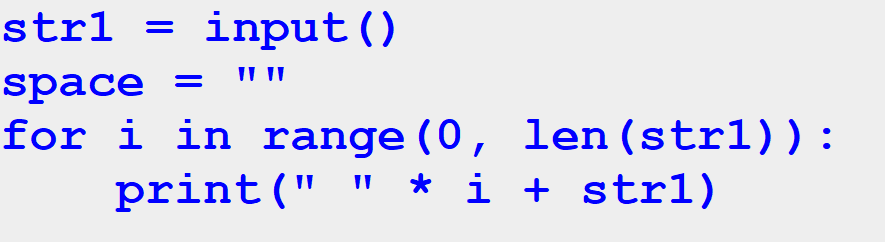 str1 = input()
space = ""
for i in range(0, len(str1)):
    print(" " * i + str1)